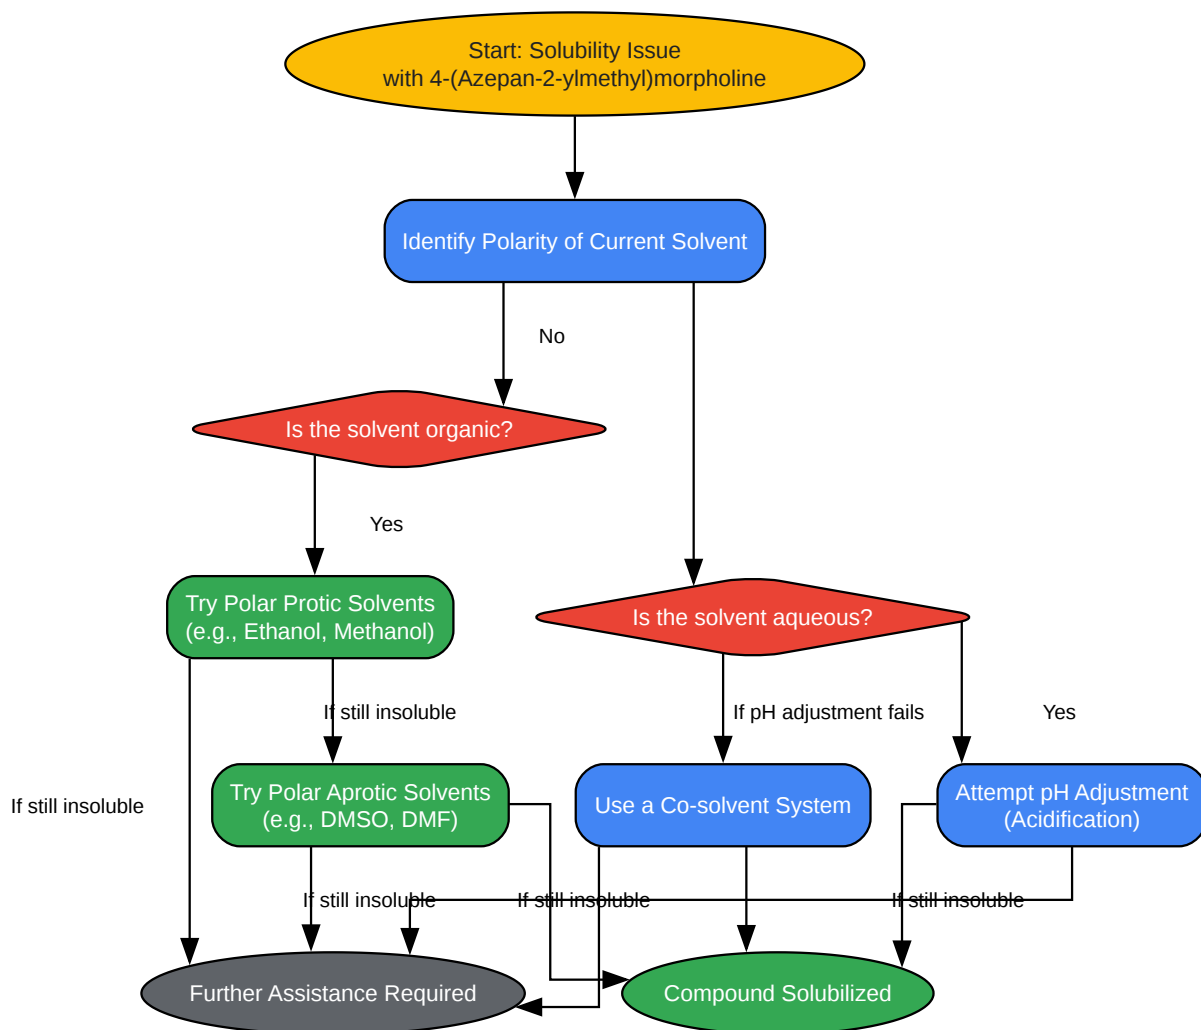 Start: Solubility Issue
with 4-(Azepan-2-ylmethyl)morpholine
Identify Polarity of Current Solvent
No
Is the solvent organic?
Yes
Try Polar Protic Solvents
(e.g., Ethanol, Methanol)
Is the solvent aqueous?
If still insoluble
If pH adjustment fails
Yes
If still insoluble
Try Polar Aprotic Solvents
(e.g., DMSO, DMF)
Use a Co-solvent System
Attempt pH Adjustment
(Acidification)
If still insoluble
If still insoluble
If still insoluble
Further Assistance Required
Compound Solubilized